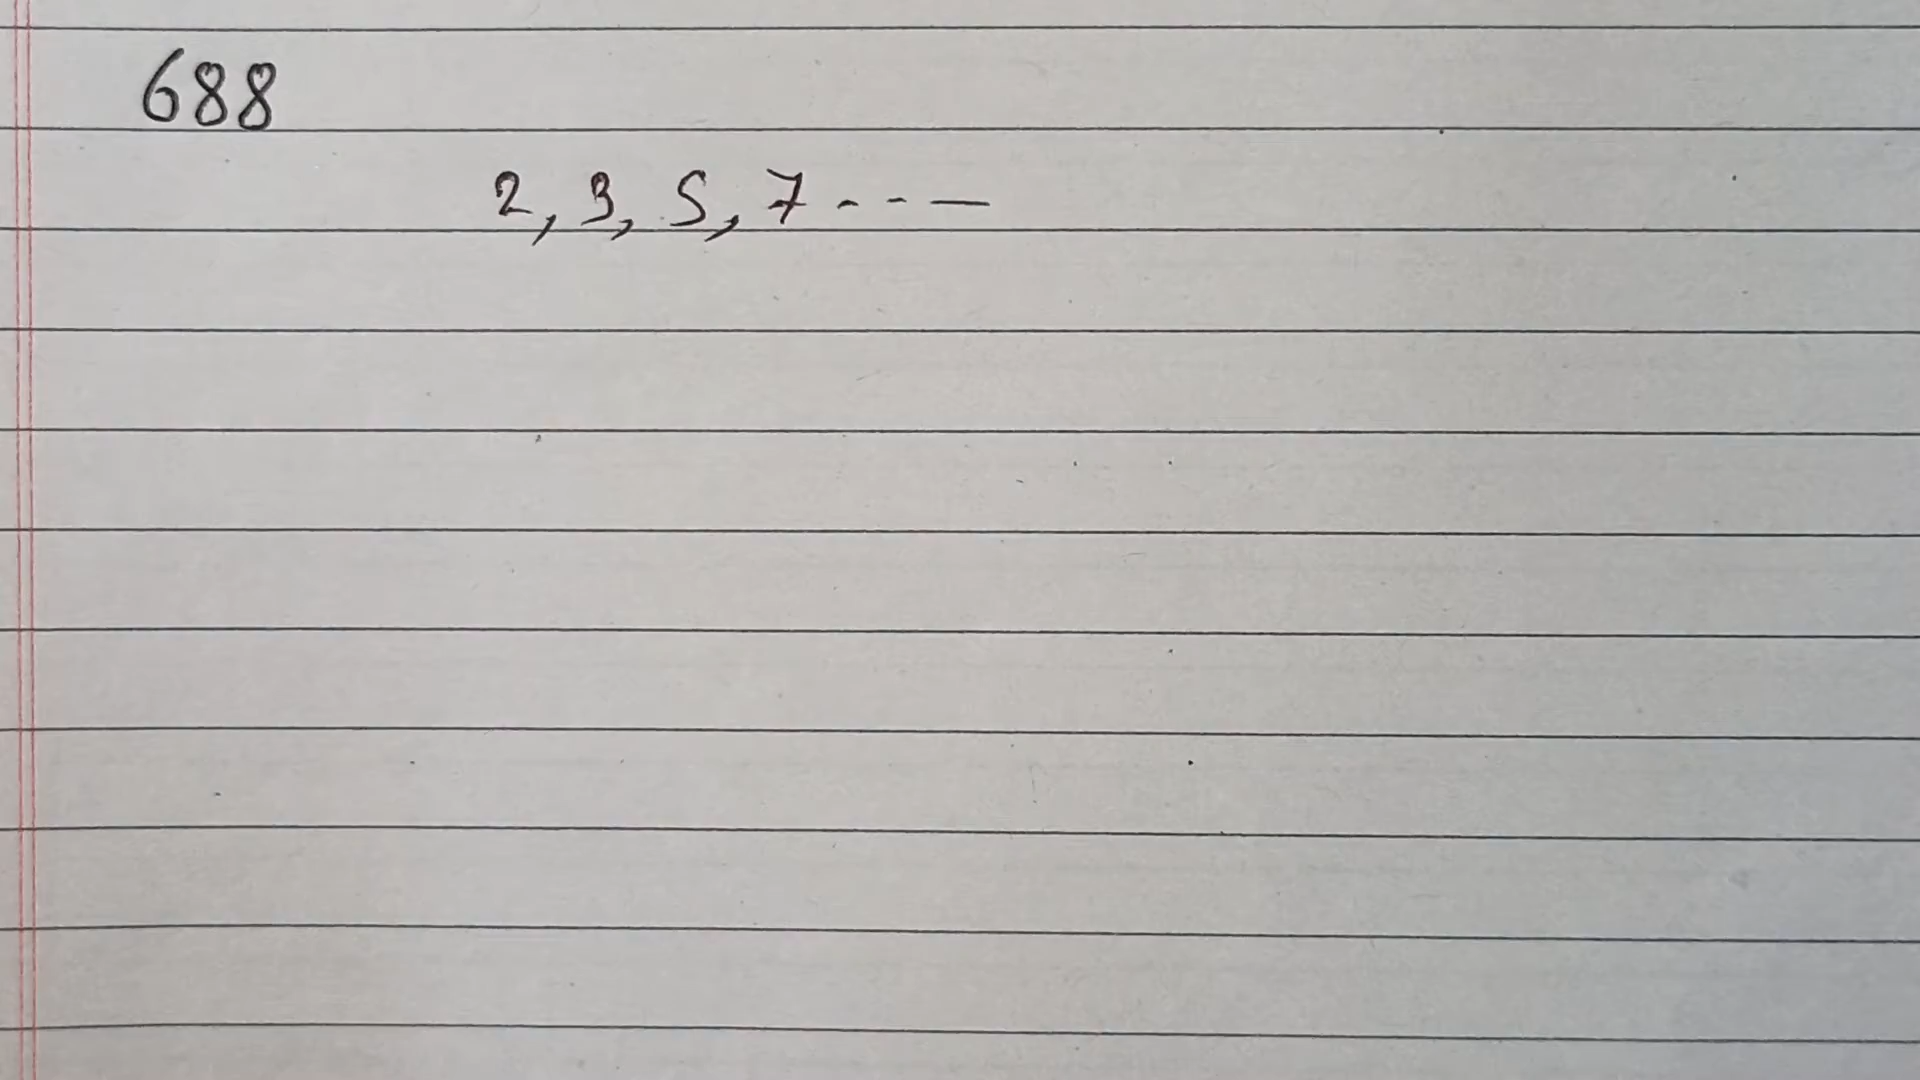 688
2, 3, 5, 7 - - —